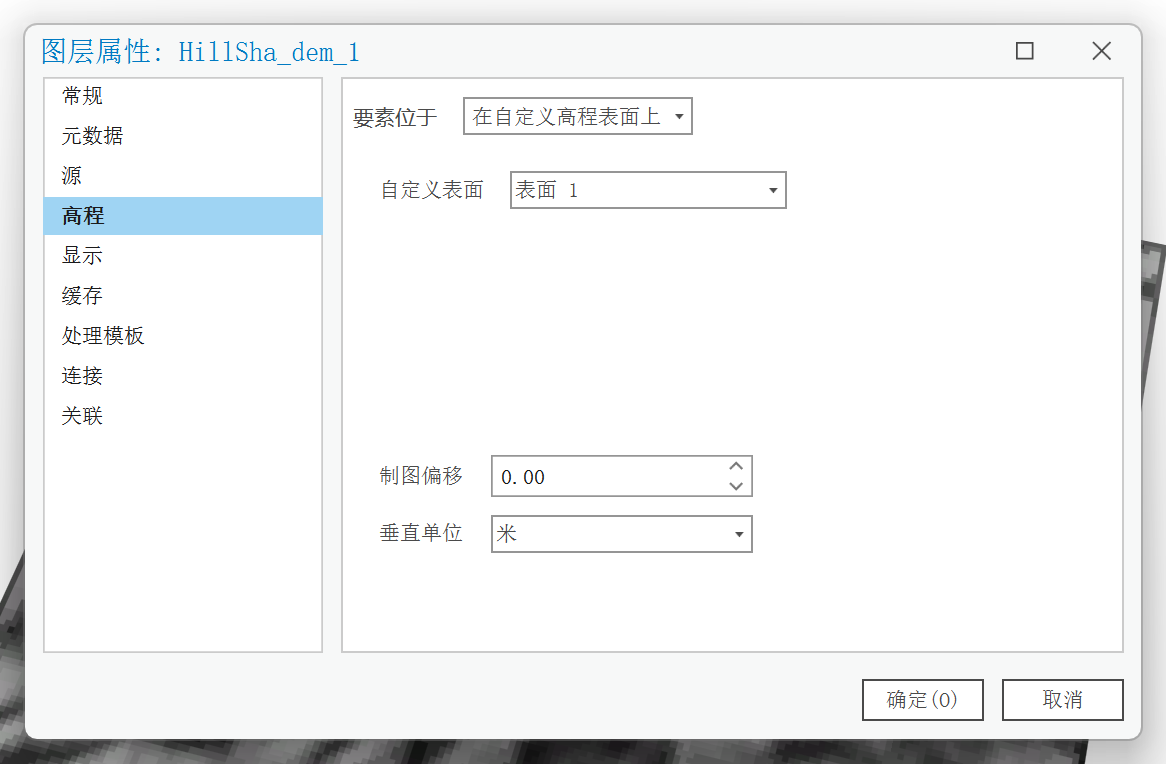 图层属性: HillSha_dem_1
常规
元数据
源
高程
显示
缓存
处理模板
连接
关联
要素位于 在自定义高程表面上
自定义表面 表面 1
制图偏移 0.00
垂直单位 米
确定(O) 取消